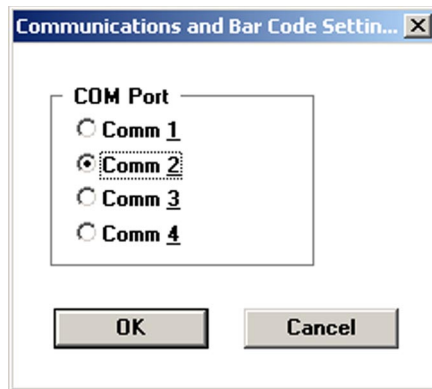 Communications and Bar Code Settin...
COM Port
Comm 1
Comm 2
Comm 3
Comm 4
OK Cancel